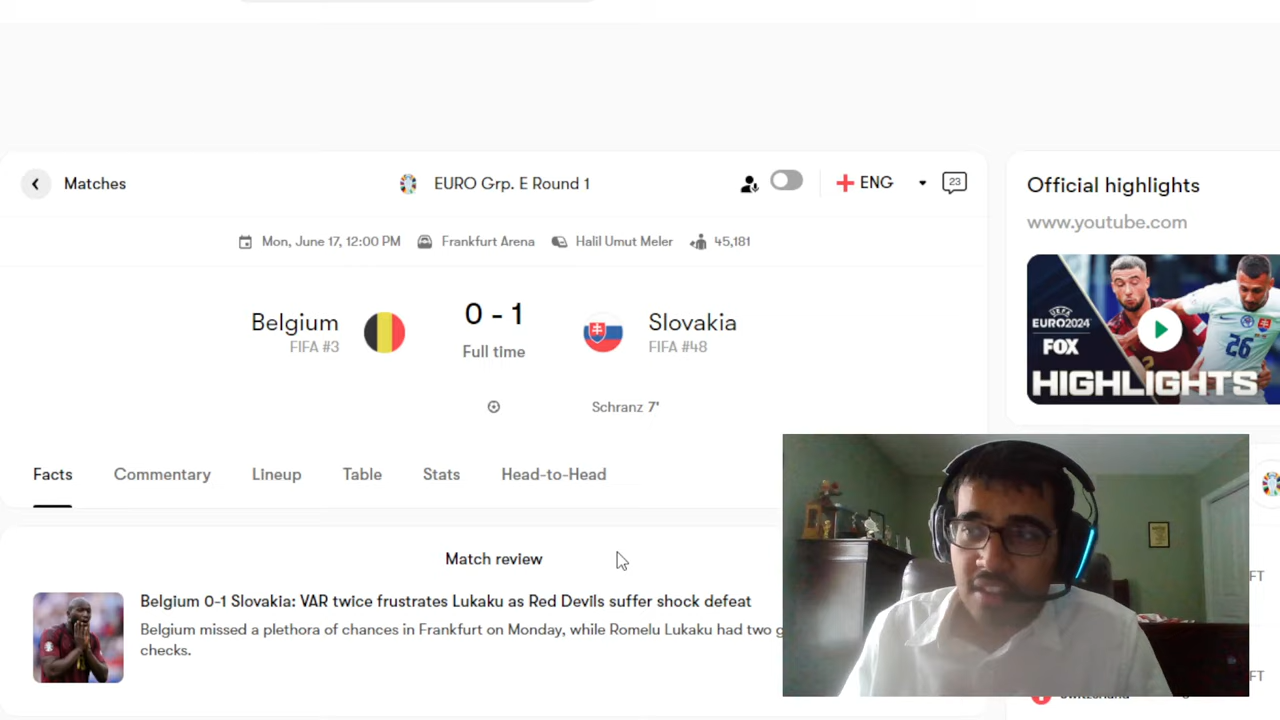 Matches
EURO Grp. E Round 1
ENG
23
Mon, June 17, 12:00 PM
Frankfurt Arena
Halil Umut Meler
45,181
Belgium
FIFA #3
0 - 1
Full time
Slovakia
FIFA #48
Schranz 7'
Facts
Commentary
Lineup
Table
Stats
Head-to-Head
Match review
Belgium 0-1 Slovakia: VAR twice frustrates Lukaku as Red Devils suffer shock defeat
Belgium missed a plethora of chances in Frankfurt on Monday, while Romelu Lukaku had two
checks.
Official highlights
www.youtube.com
UEFA
EURO2024
FOX
26
HIGHLIGHTS
FT
FT